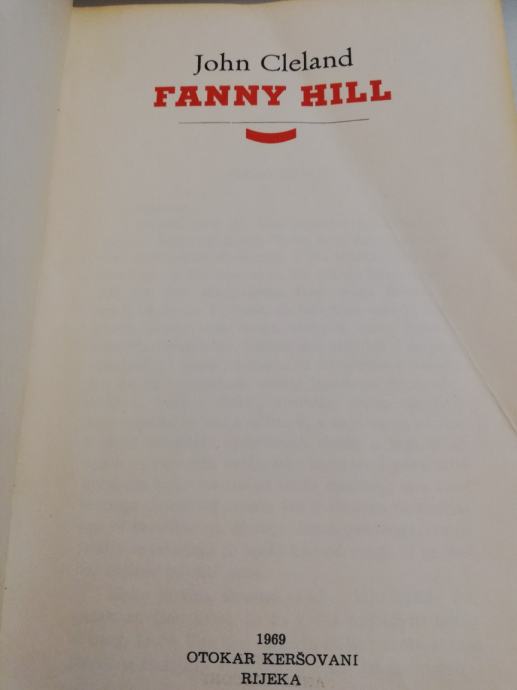 John Cleland
FANNY HILL
1969
OTOKAR KERŠOVANI
RIJEKA